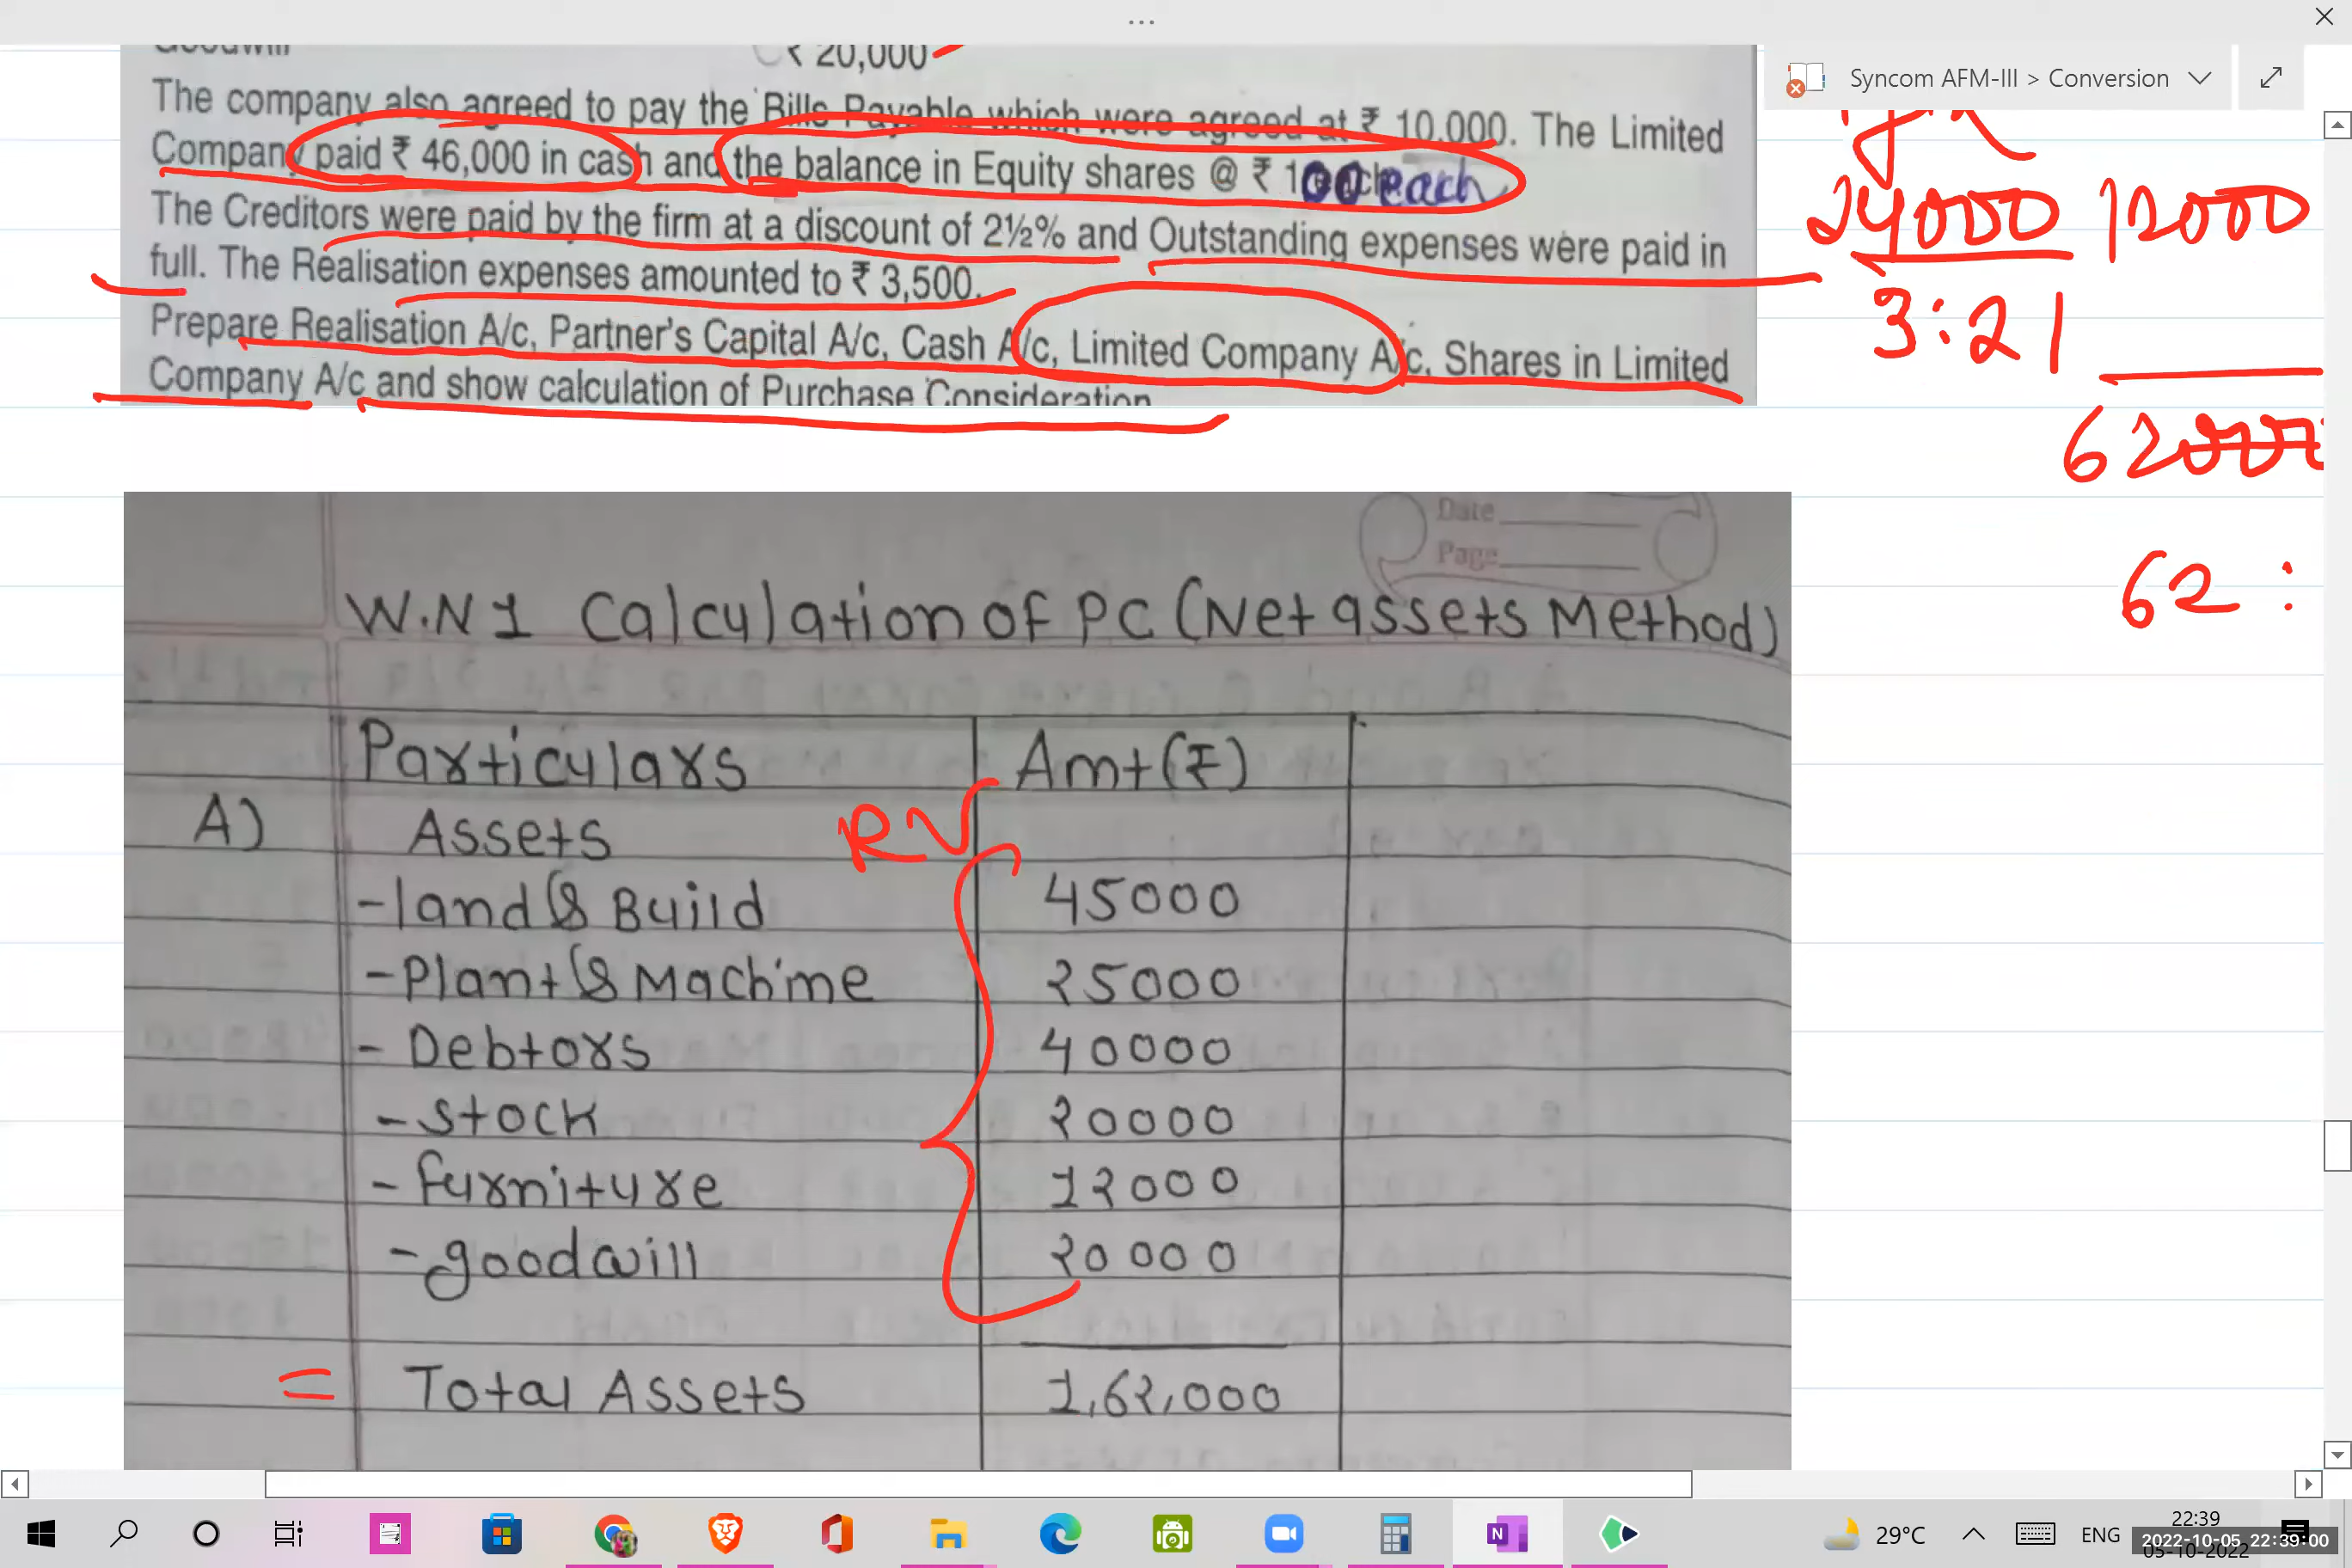 Syncom AFM-III > Conversion
₹ 20,000
The company also agreed to pay the Bills Payable which were agreed at ₹ 10,000. The Limited
Company paid ₹ 46,000 in cash and the balance in Equity shares @ ₹ 100 each
The Creditors were paid by the firm at a discount of 2½% and Outstanding expenses were paid in
full. The Realisation expenses amounted to ₹ 3,500.
Prepare Realisation A/c, Partner's Capital A/c, Cash A/c, Limited Company A/c, Shares in Limited
Company A/c and show calculation of Purchase Consideration
24000 12000
3:21
62000
62 :
Date
Page
W.N 1 Calculation of PC (Net assets Method)
Particulars Amt (₹)
A) Assets RV
- land & Build 45000
- Plant & Machine 25000
- Debtors 40000
- Stock 20000
- furniture 12000
- goodwill 20000
= Total Assets 1,62,000
29°C
ENG
22:39
05-10-2022
2022-10-05 22:39:00